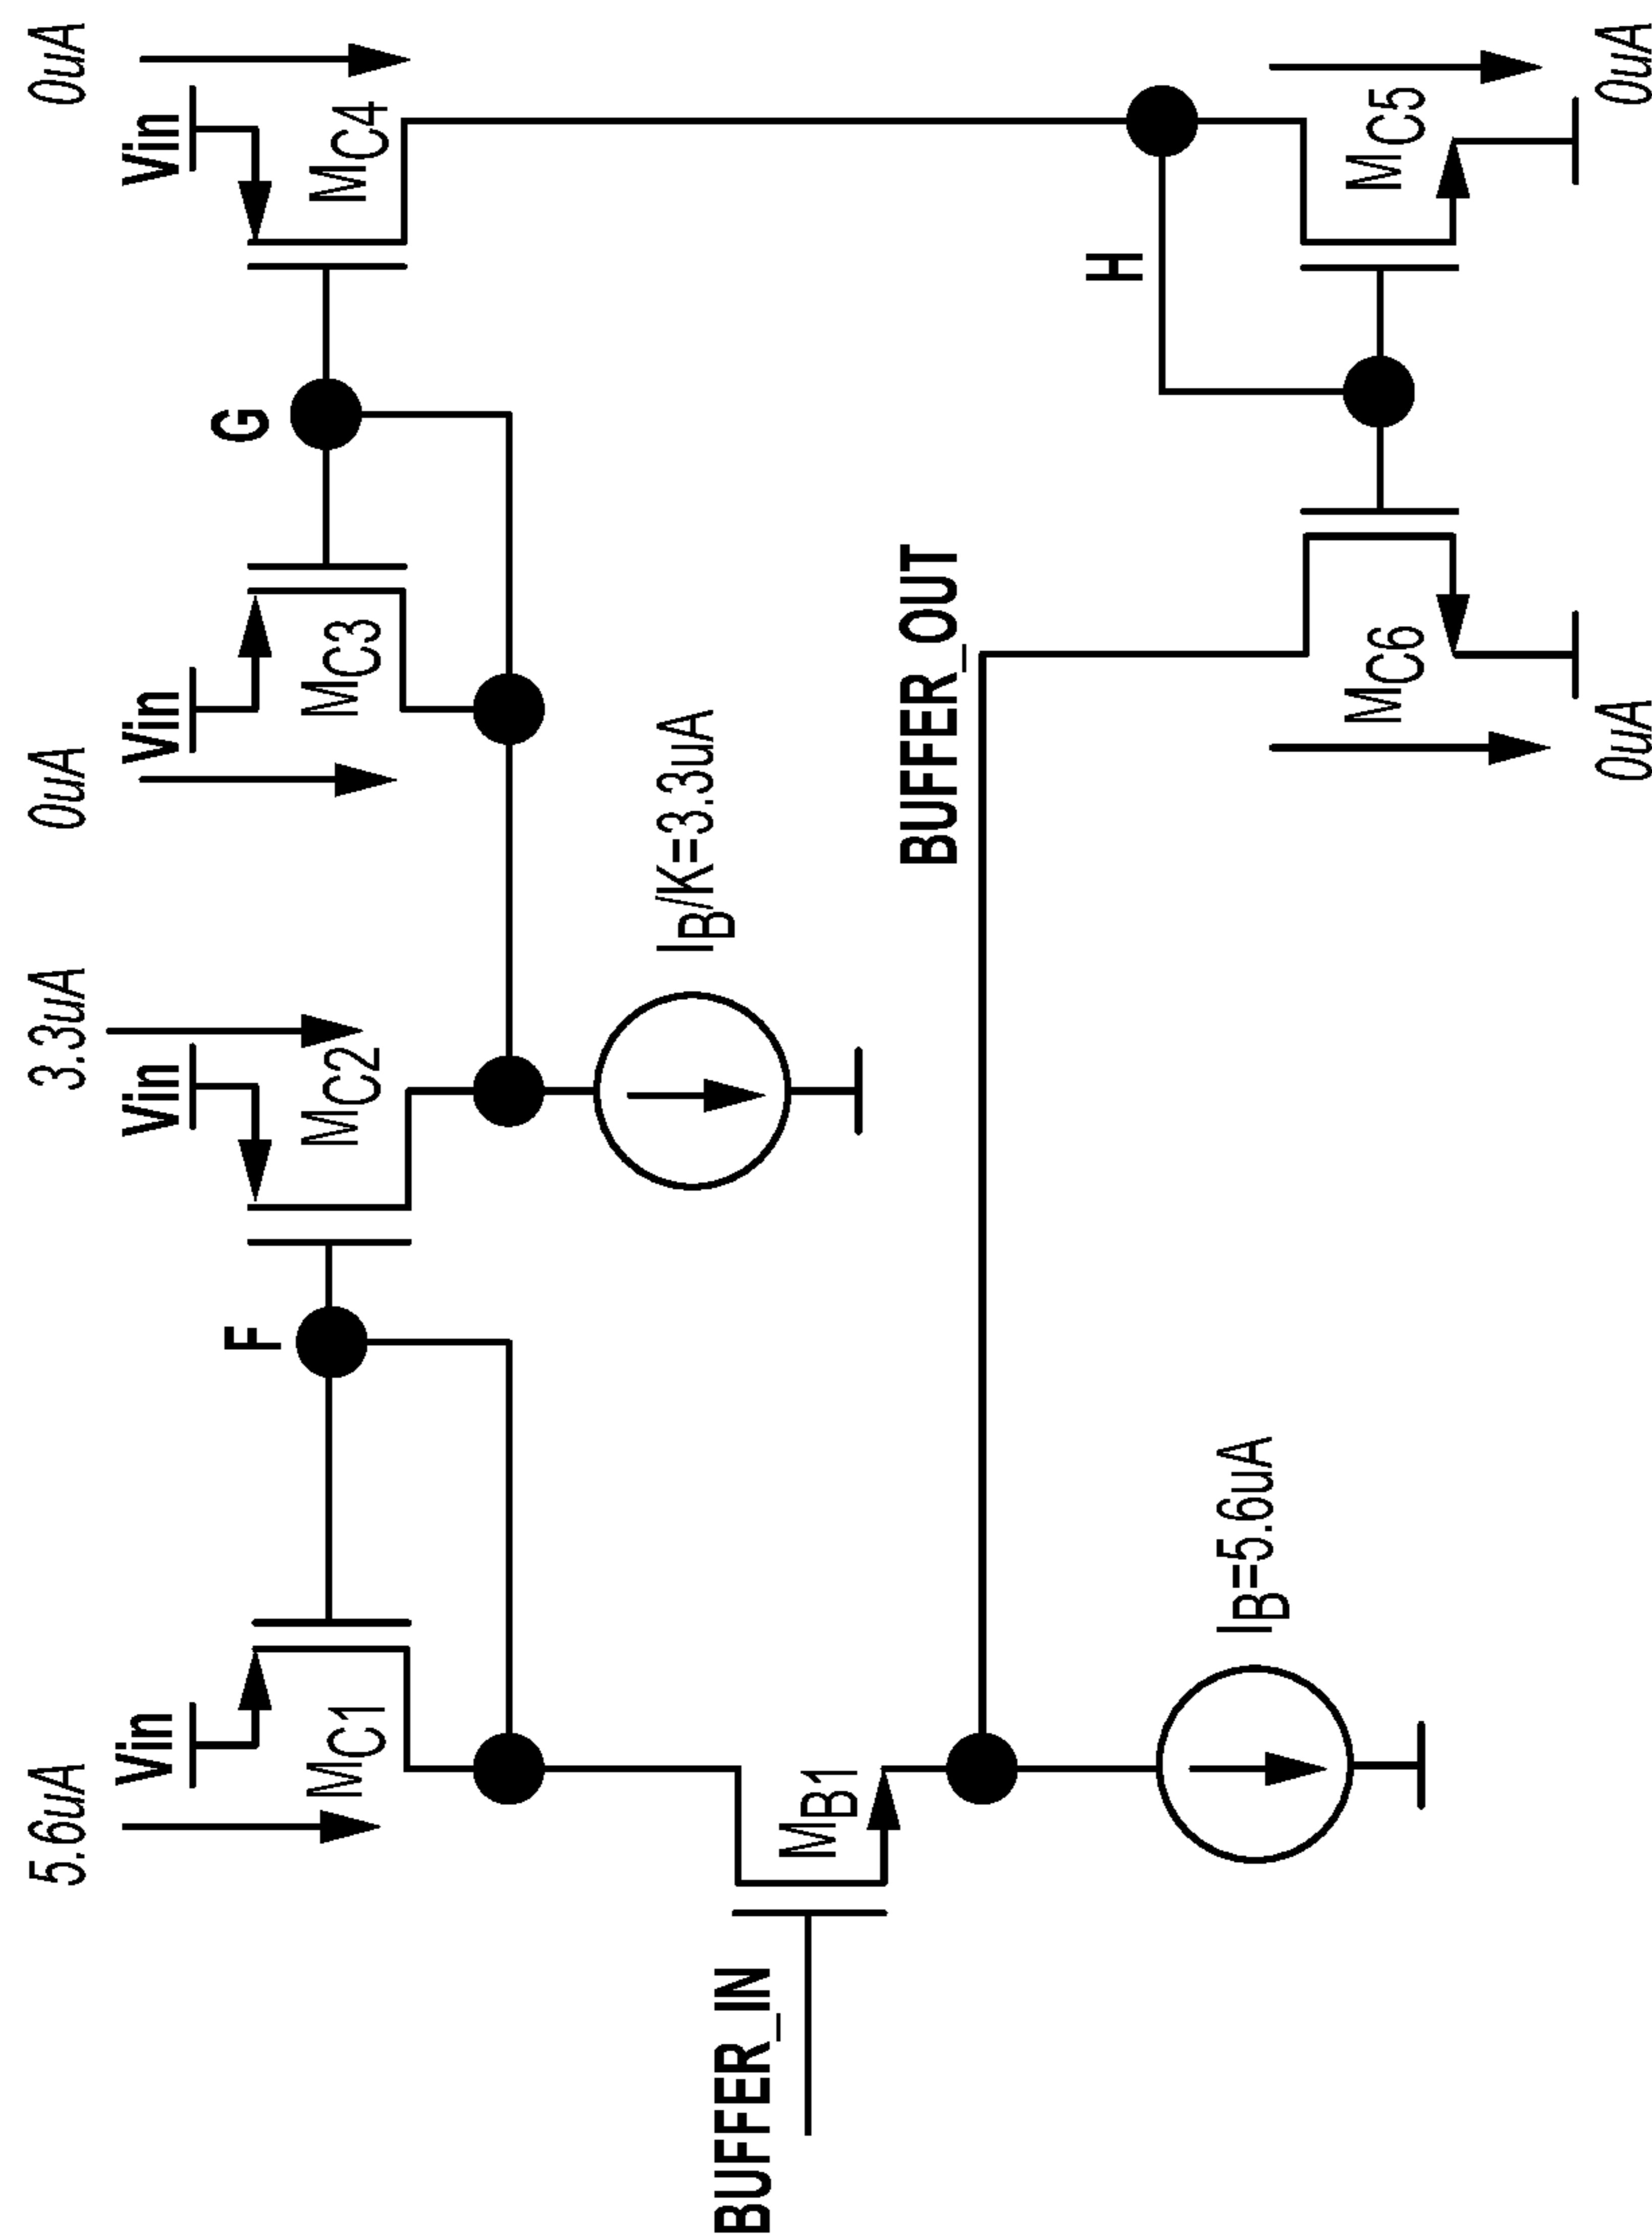 5.6uA
Vin
MC1
F
3.3uA
Vin
MC2
0uA
Vin
MC3
G
0uA
Vin
MC4
IB/K=3.3uA
BUFFER_IN
MB1
BUFFER_OUT
H
IB=5.6uA
MC6
MC5
0uA
0uA